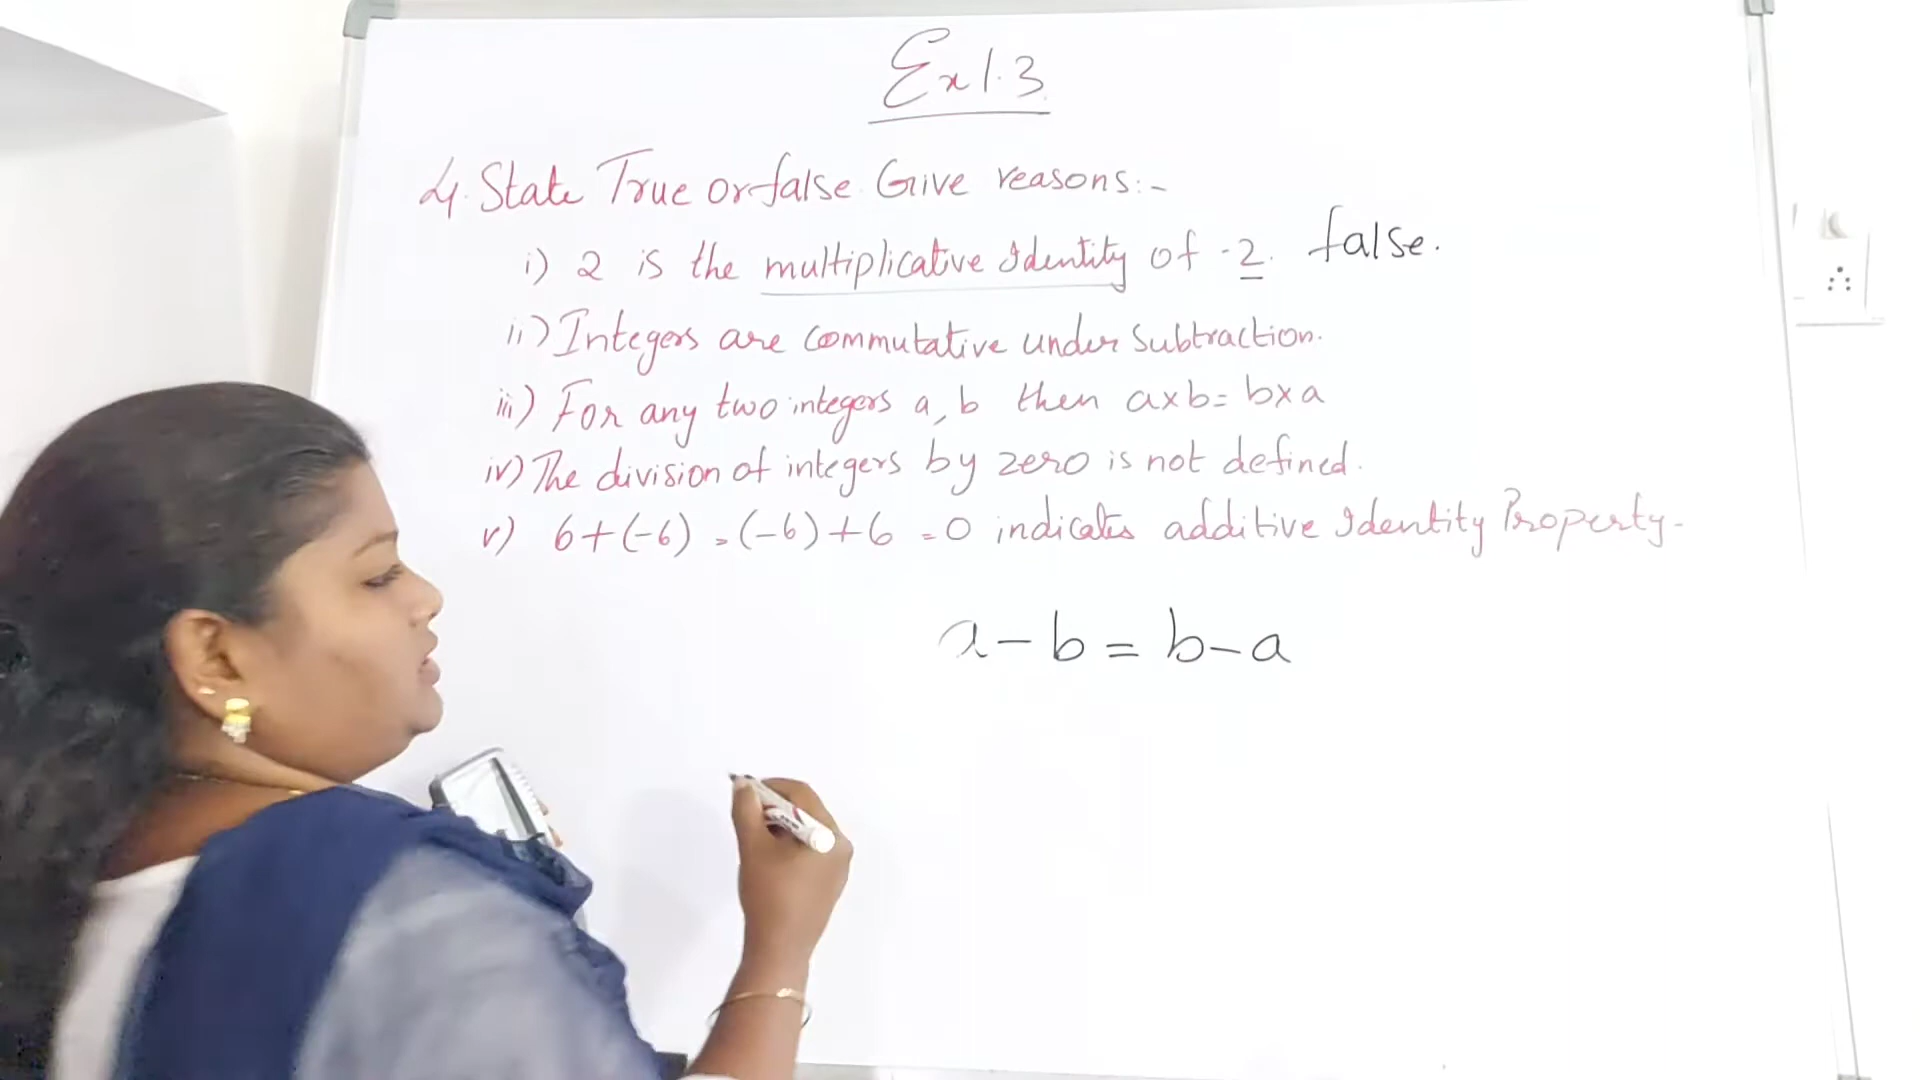 Ex 1.3
4. State True or false. Give reasons:-
i) 2 is the multiplicative Identity of -2. false.
ii) Integers are commutative under Subtraction.
iii) For any two integers a, b then a×b= b×a
iv) The division of integers by zero is not defined.
v) 6+(-6) = (-6)+6 = 0 indicates additive Identity Property.
a - b = b - a